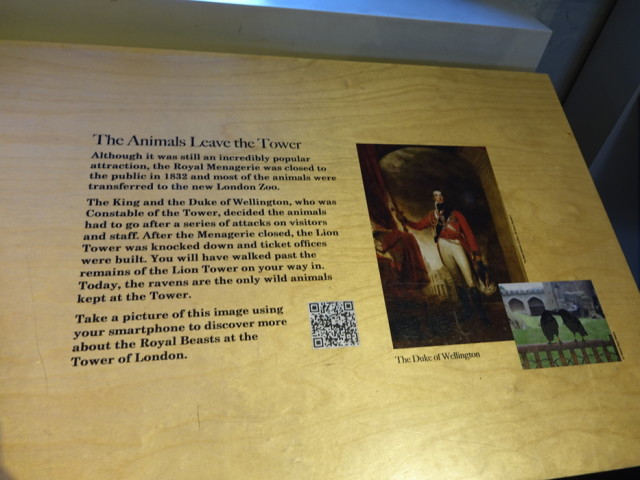 The Animals Leave the Tower
Although it was still an incredibly popular
attraction, the Royal Menagerie was closed to
the public in 1832 and most of the animals were
transferred to the new London Zoo.
The King and the Duke of Wellington, who was
Constable of the Tower, decided the animals
had to go after a series of attacks on visitors
and staff. After the Menagerie closed, the Lion
Tower was knocked down and ticket offices
were built. You will have walked past the
remains of the Lion Tower on your way in.
Today, the ravens are the only wild animals
kept at the Tower.
Take a picture of this image using
your smartphone to discover more
about the Royal Beasts at the
Tower of London.
The Duke of Wellington